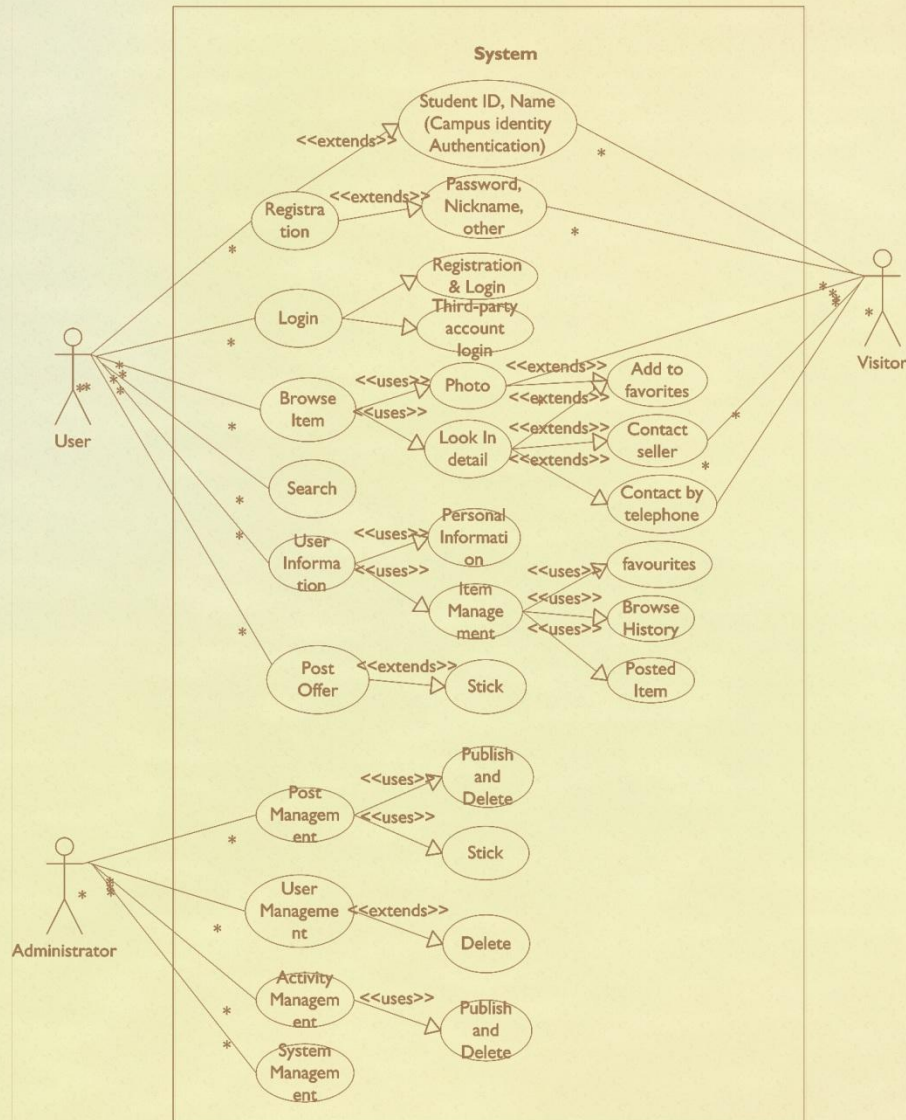 System
Student ID, Name
(Campus identity
Authentication)
<<extends>>
*
<<extends>>
Password,
Nickname,
other
Registra
tion
*
*
Registration
& Login
Login
Third-party
account
login
*
*
*
*
*
*
Visitor
User
*
*
*
*
*
*
Browse
Item
<<uses>>
Photo
<<extends>>
Add to
favorites
*
<<uses>>
*
<<extends>>
*
Look In
detail
<<extends>>
Contact
seller
<<extends>>
*
Search
*
Contact by
telephone
User
Informa
tion
*
<<uses>>
Personal
Informati
on
<<uses>>
Item
Manage
ment
<<uses>>
favourites
<<uses>>
Browse
History
<<uses>>
*
Post
Offer
<<extends>>
Stick
Posted
Item
Post
Managem
ent
*
<<uses>>
Publish
and
Delete
<<uses>>
Stick
Administrator
*
*
*
*
User
Manageme
nt
*
<<extends>>
Delete
Activity
Managem
ent
*
<<uses>>
Publish
and
Delete
System
Managem
ent
*